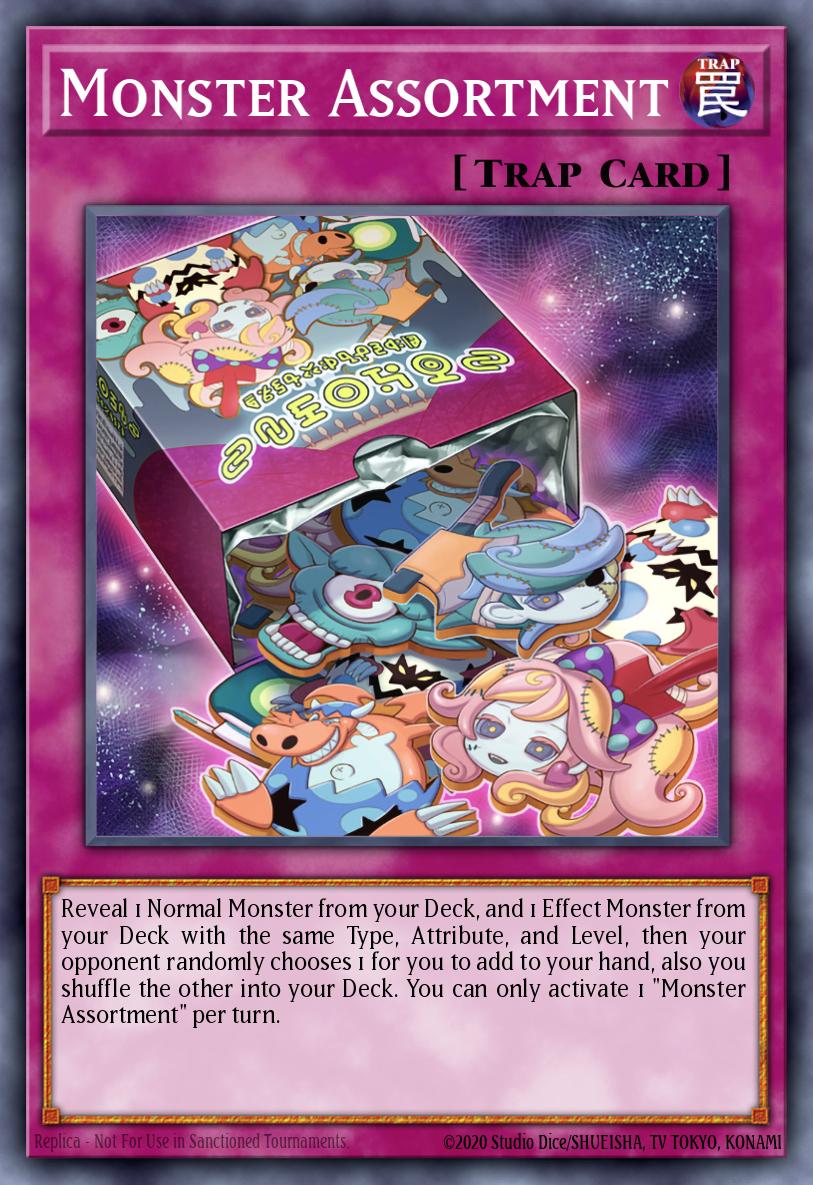 Monster Assortment
TRAP
罠
[Trap Card]
Reveal 1 Normal Monster from your Deck, and 1 Effect Monster from
your Deck with the same Type, Attribute, and Level, then your
opponent randomly chooses 1 for you to add to your hand, also you
shuffle the other into your Deck. You can only activate 1 "Monster
Assortment" per turn.
Replica - Not For Use in Sanctioned Tournaments.
©2020 Studio Dice/SHUEISHA, TV TOKYO, KONAMI